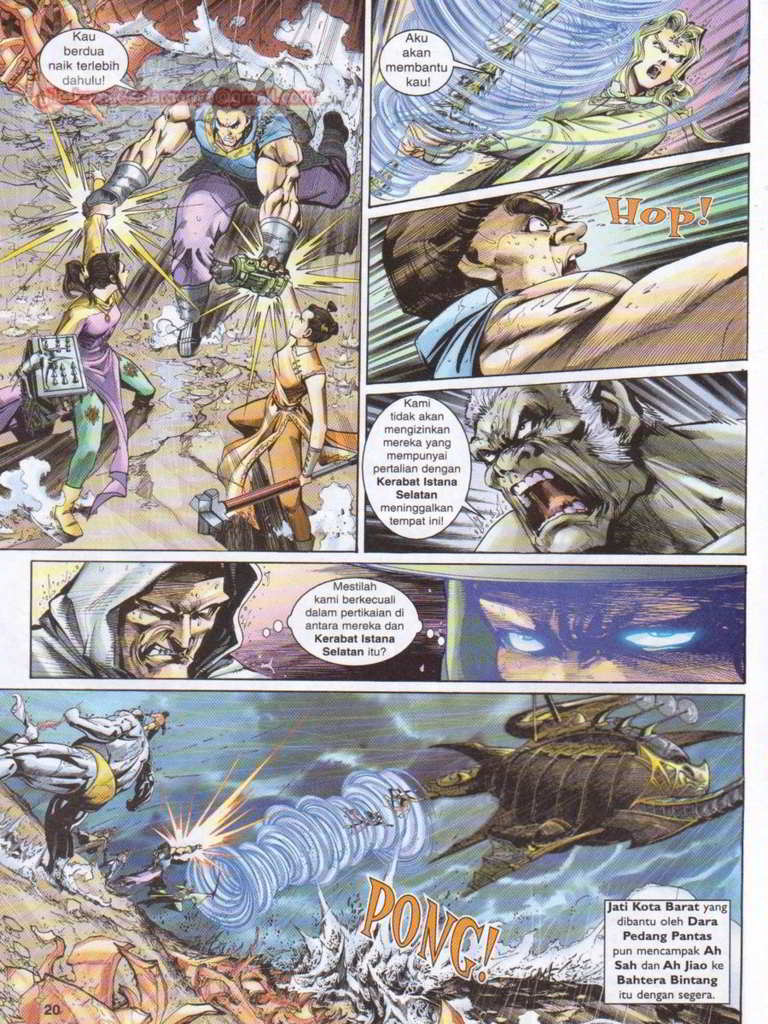 Kau
berdua
naik terlebih
dahulu!
Aku
akan
membantu
kau!
Hop!
Kami
tidak akan
mengizinkan
mereka yang
mempunyai
pertalian dengan
Kerabat Istana
Selatan
meninggalkan
tempat ini!
Mestilah
kami berkecuali
dalam pertikaian di
antara mereka dan
Kerabat Istana
Selatan itu?
PONG!
Jati Kota Barat yang
dibantu oleh Dara
Pedang Pantas
pun mencampak Ah
Sah dan Ah Jiao ke
Bahtera Bintang
itu dengan segera.
20